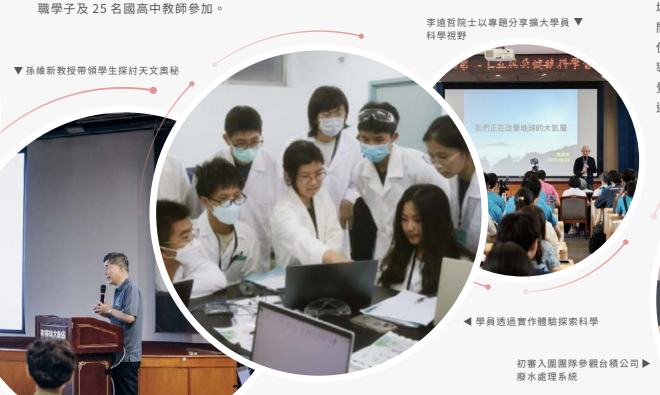 職學子及 25 名國高中教師參加。
李遠哲院士以專題分享擴大學員 ▼
科學視野
▼ 孫維新教授帶領學生探討天文奧秘
我們正在改變地球的大氣層
◀ 學員透過實作體驗探索科學
初審入圍團隊參觀台積公司 ▶
廢水處理系統